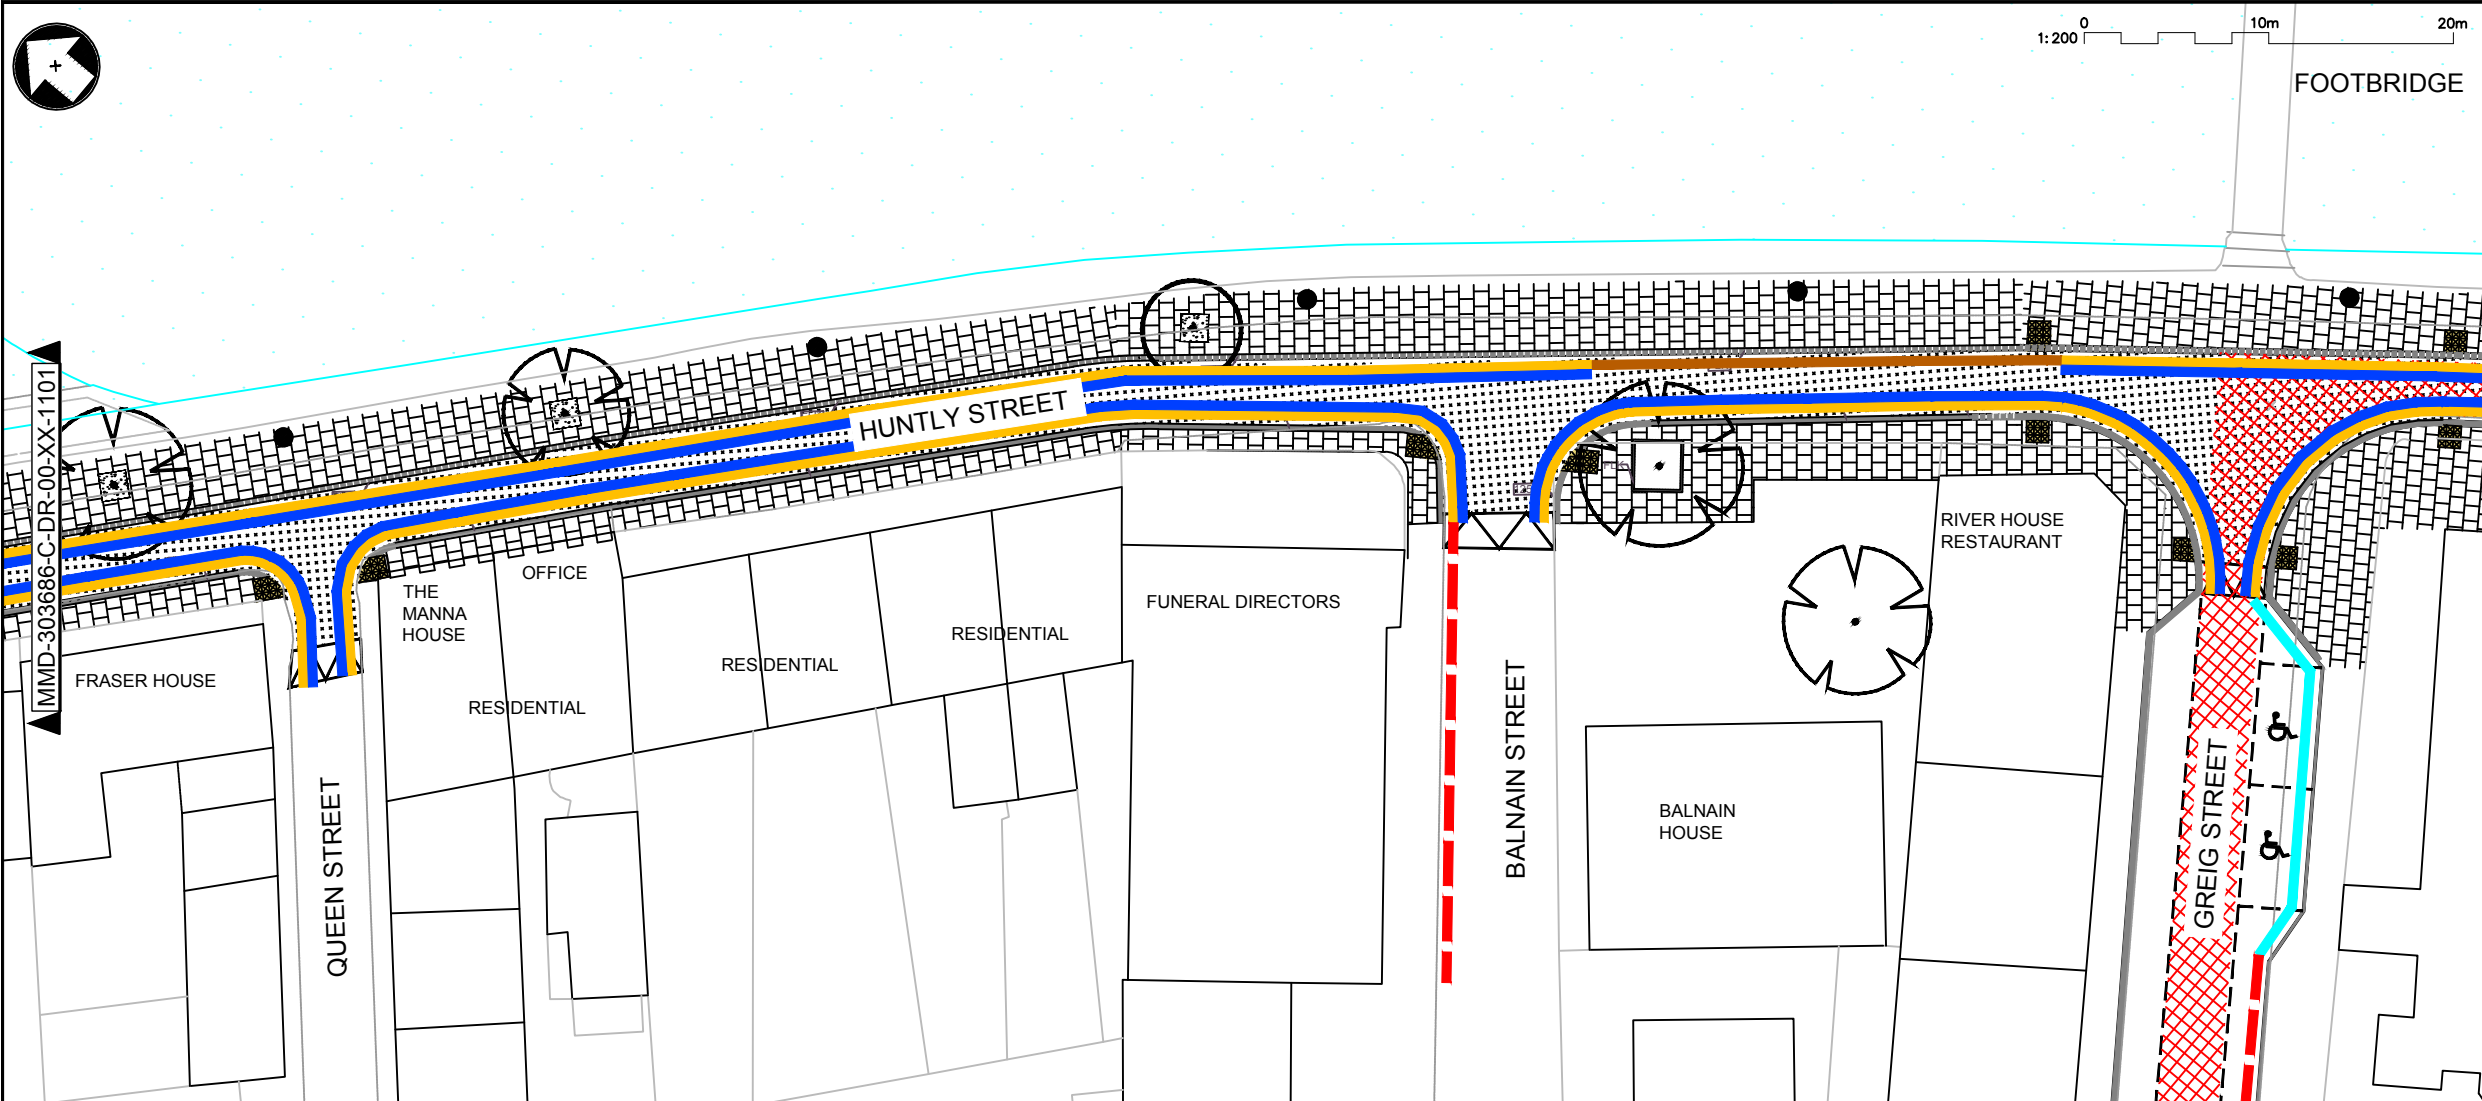 0 10m 20m
1:200
FOOTBRIDGE
MMD-303686-C-DR-00-XX-1101
HUNTLY STREET
FRASER HOUSE
THE
MANNA
HOUSE
OFFICE
RESIDENTIAL
RESIDENTIAL
RESIDENTIAL
FUNERAL DIRECTORS
RIVER HOUSE
RESTAURANT
BALNAIN
HOUSE
QUEEN STREET
BALNAIN STREET
GREIG STREET